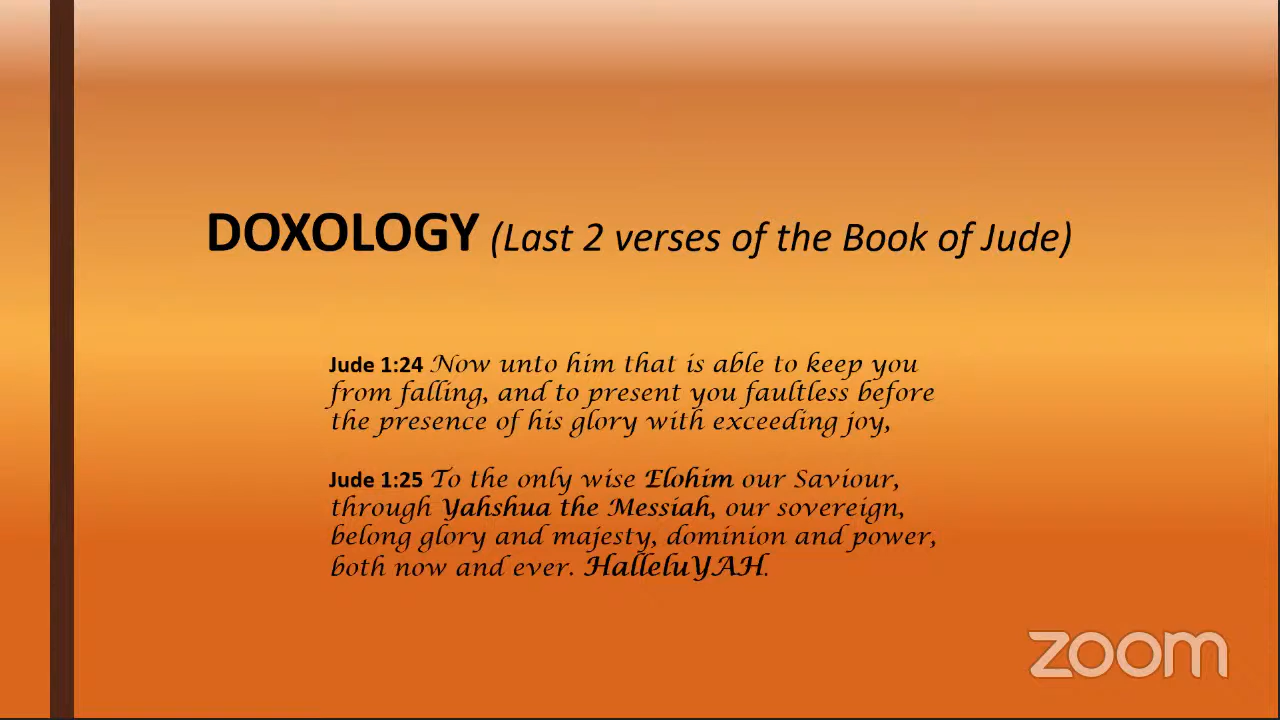 DOXOLOGY (Last 2 verses of the Book of Jude)
Jude 1:24 Now unto him that is able to keep you
from falling, and to present you faultless before
the presence of his glory with exceeding joy,
Jude 1:25 To the only wise Elohim our Saviour,
through Yahshua the Messiah, our sovereign,
belong glory and majesty, dominion and power,
both now and ever. HalleluYAH.
zoom